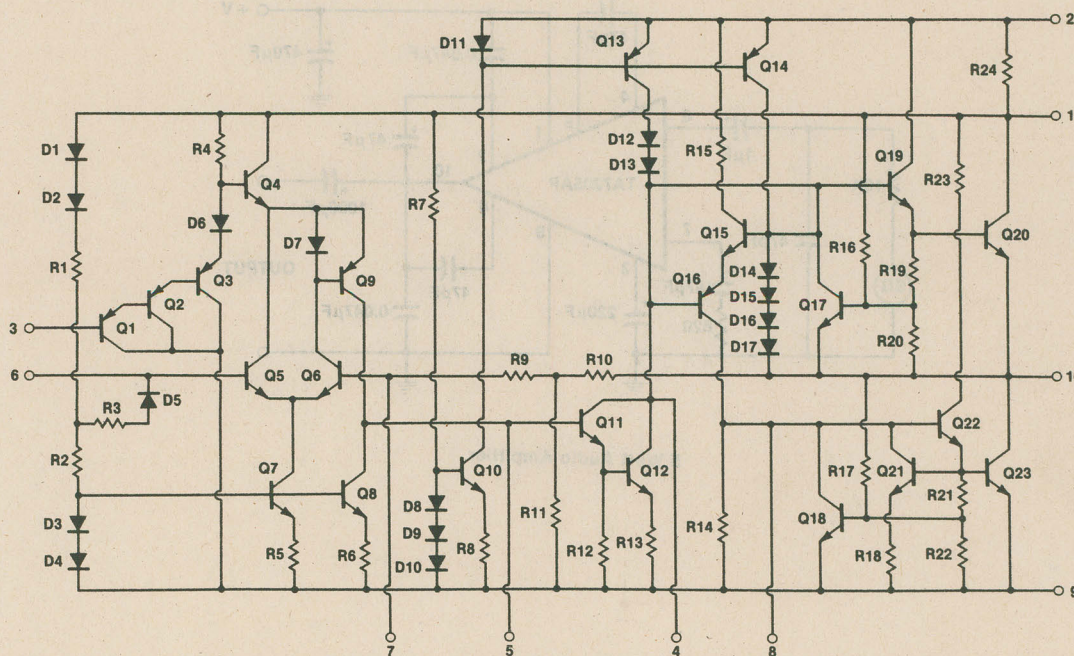 D11
Q13
Q14
R24
2
D1
D2
R4
Q4
R7
D12
D13
R15
1
Q19
R23
D6
D7
Q15
R16
Q20
R1
Q2
Q3
Q9
Q16
D14
D15
D16
D17
Q17
R19
R20
3
Q1
6
Q5
Q6
R9
R10
R3
D5
Q11
Q22
R2
Q7
Q8
D8
Q10
Q12
R17
Q21
Q23
D3
D9
R11
R14
Q18
R21
D4
R5
R6
D10
R8
R12
R13
R18
R22
9
7
5
4
8